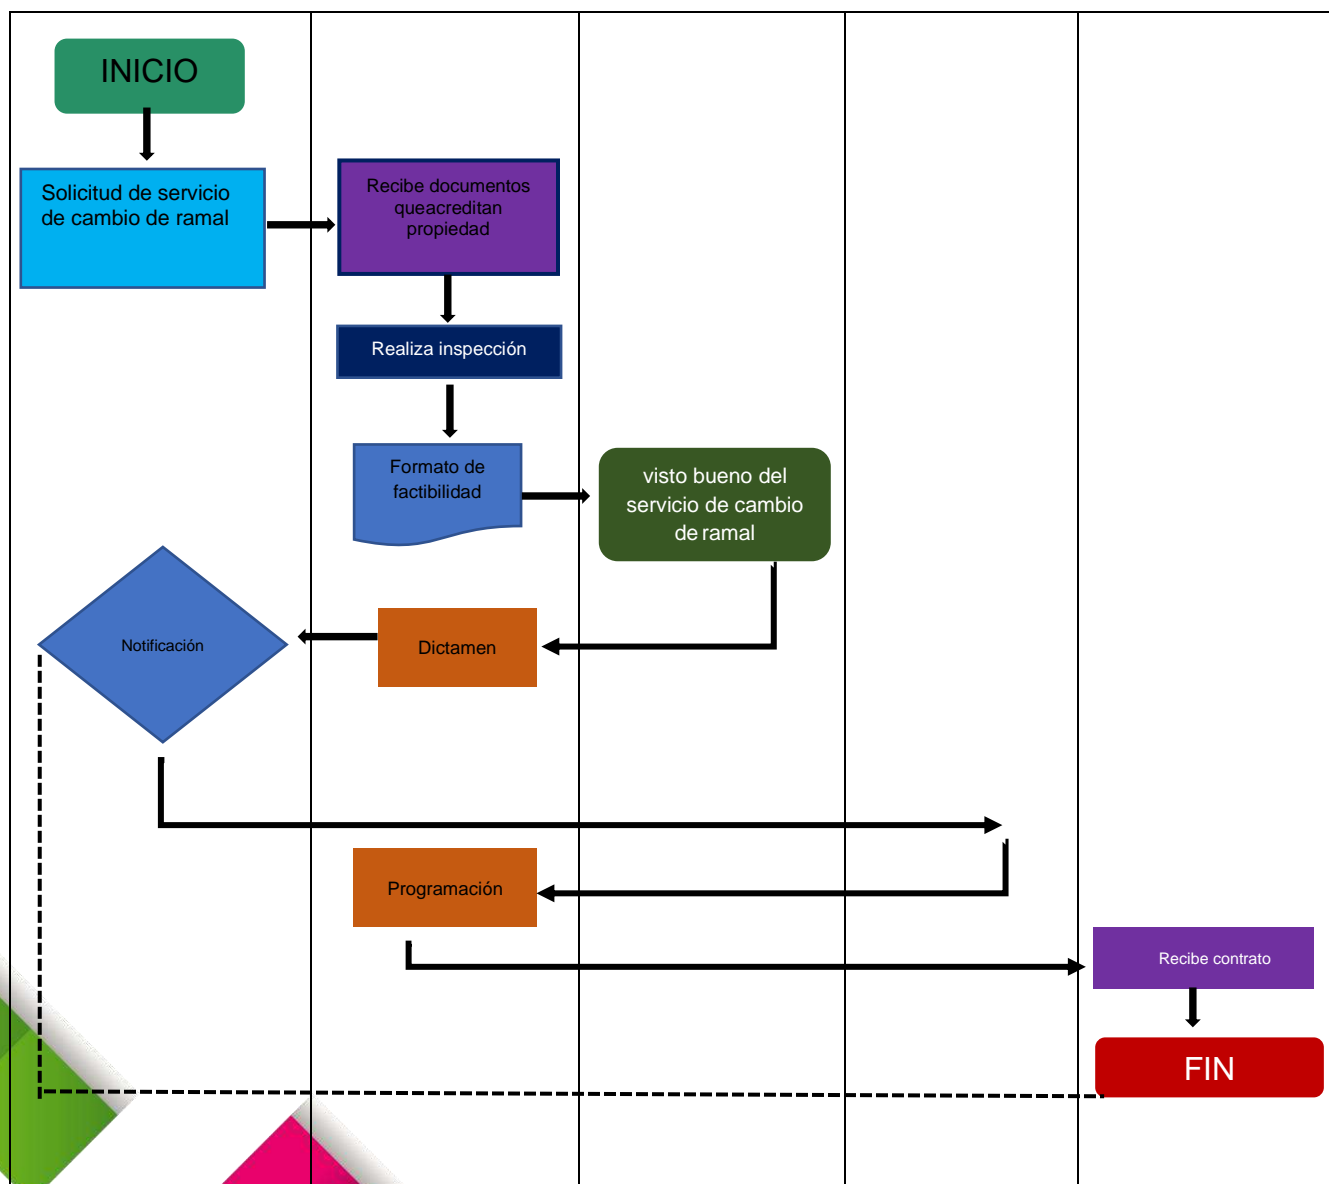 INICIO
Solicitud de servicio
de cambio de ramal
Recibe documentos
queacreditan
propiedad
Realiza inspección
Formato de
factibilidad
visto bueno del
servicio de cambio
de ramal
Dictamen
Notificación
Programación
Recibe contrato
FIN